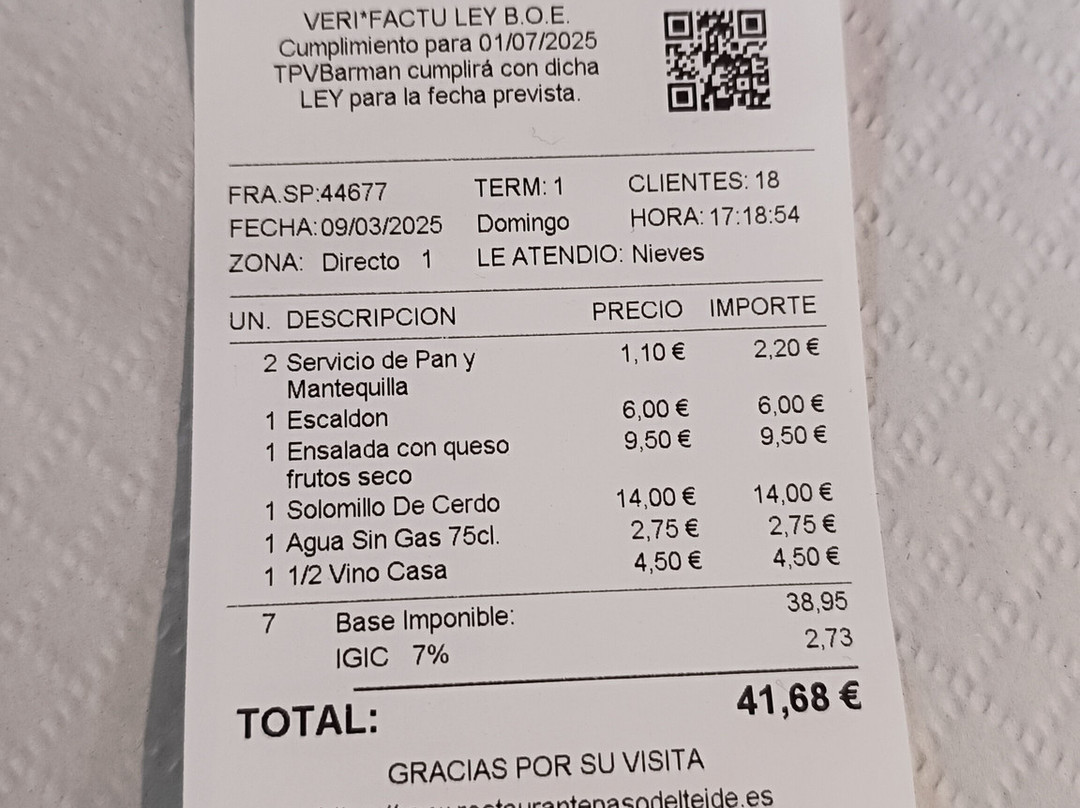 VERI*FACTU LEY B.O.E.
Cumplimiento para 01/07/2025
TPVBarman cumplirá con dicha
LEY para la fecha prevista.
FRA.SP:44677 TERM: 1 CLIENTES: 18
FECHA: 09/03/2025 Domingo HORA: 17:18:54
ZONA: Directo 1 LE ATENDIO: Nieves
UN. DESCRIPCION PRECIO IMPORTE
2 Servicio de Pan y 1,10 € 2,20 €
Mantequilla
1 Escaldon 6,00 € 6,00 €
1 Ensalada con queso 9,50 € 9,50 €
frutos seco
1 Solomillo De Cerdo 14,00 € 14,00 €
1 Agua Sin Gas 75cl. 2,75 € 2,75 €
1 1/2 Vino Casa 4,50 € 4,50 €
7 Base Imponible: 38,95
IGIC 7% 2,73
TOTAL: 41,68 €
GRACIAS POR SU VISITA